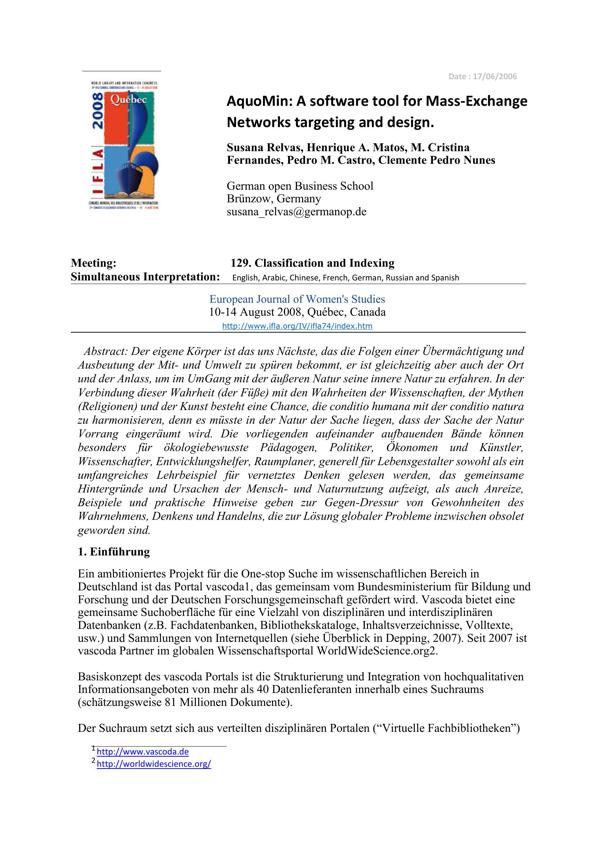 Date : 17/06/2006
WORLD LIBRARY AND INFORMATION CONGRESS:
IFLA 2008
Québec
AquoMin: A software tool for Mass-Exchange
Networks targeting and design.
Susana Relvas, Henrique A. Matos, M. Cristina
Fernandes, Pedro M. Castro, Clemente Pedro Nunes
German open Business School
Brünzow, Germany
susana_relvas@germanop.de
Meeting: 129. Classification and Indexing
Simultaneous Interpretation: English, Arabic, Chinese, French, German, Russian and Spanish
European Journal of Women's Studies
10-14 August 2008, Québec, Canada
http://www.ifla.org/IV/ifla74/index.htm
Abstract: Der eigene Körper ist das uns Nächste, das die Folgen einer Übermächtigung und
Ausbeutung der Mit- und Umwelt zu spüren bekommt, er ist gleichzeitig aber auch der Ort
und der Anlass, um im UmGang mit der äußeren Natur seine innere Natur zu erfahren. In der
Verbindung dieser Wahrheit (der Füße) mit den Wahrheiten der Wissenschaften, der Mythen
(Religionen) und der Kunst besteht eine Chance, die conditio humana mit der conditio natura
zu harmonisieren, denn es müsste in der Natur der Sache liegen, dass der Sache der Natur
Vorrang eingeräumt wird. Die vorliegenden aufeinander aufbauenden Bände können
besonders für ökologiebewusste Pädagogen, Politiker, Ökonomen und Künstler,
Wissenschafter, Entwicklungshelfer, Raumplaner, generell für Lebensgestalter sowohl als ein
umfangreiches Lehrbeispiel für vernetztes Denken gelesen werden, das gemeinsame
Hintergründe und Ursachen der Mensch- und Naturnutzung aufzeigt, als auch Anreize,
Beispiele und praktische Hinweise geben zur Gegen-Dressur von Gewohnheiten des
Wahrnehmens, Denkens und Handelns, die zur Lösung globaler Probleme inzwischen obsolet
geworden sind.
1. Einführung
Ein ambitioniertes Projekt für die One-stop Suche im wissenschaftlichen Bereich in
Deutschland ist das Portal vascoda1, das gemeinsam vom Bundesministerium für Bildung und
Forschung und der Deutschen Forschungsgemeinschaft gefördert wird. Vascoda bietet eine
gemeinsame Suchoberfläche für eine Vielzahl von disziplinären und interdisziplinären
Datenbanken (z.B. Fachdatenbanken, Bibliothekskataloge, Inhaltsverzeichnisse, Volltexte,
usw.) und Sammlungen von Internetquellen (siehe Überblick in Depping, 2007). Seit 2007 ist
vascoda Partner im globalen Wissenschaftsportal WorldWideScience.org2.
Basiskonzept des vascoda Portals ist die Strukturierung und Integration von hochqualitativen
Informationsangeboten von mehr als 40 Datenlieferanten innerhalb eines Suchraums
(schätzungsweise 81 Millionen Dokumente).
Der Suchraum setzt sich aus verteilten disziplinären Portalen (“Virtuelle Fachbibliotheken”)
1 http://www.vascoda.de
2 http://worldwidescience.org/